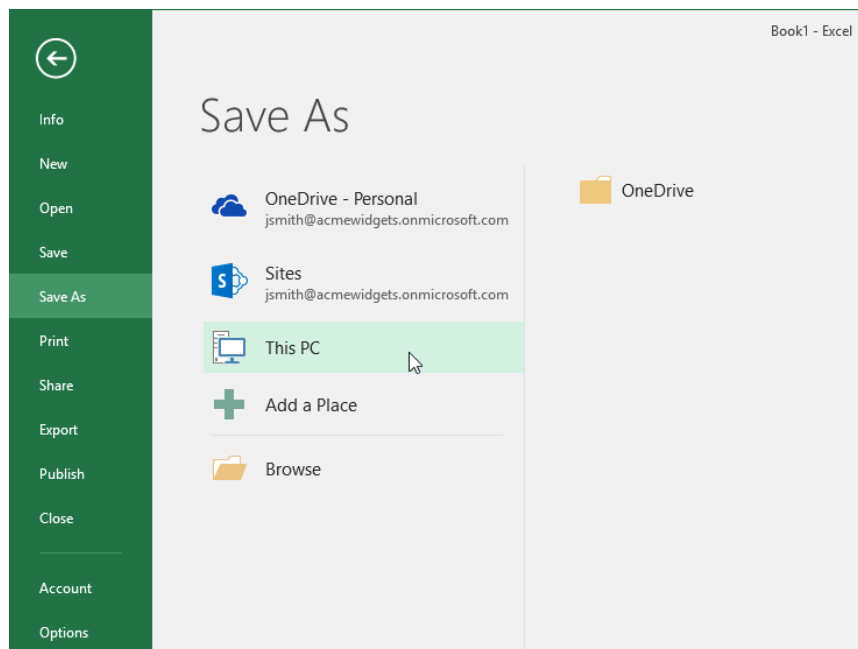 Book1 - Excel
Info
New
Open
Save
Save As
Print
Share
Export
Publish
Close
Account
Options
Save As
OneDrive - Personal
jsmith@acmewidgets.onmicrosoft.com
Sites
jsmith@acmewidgets.onmicrosoft.com
This PC
Add a Place
Browse
OneDrive